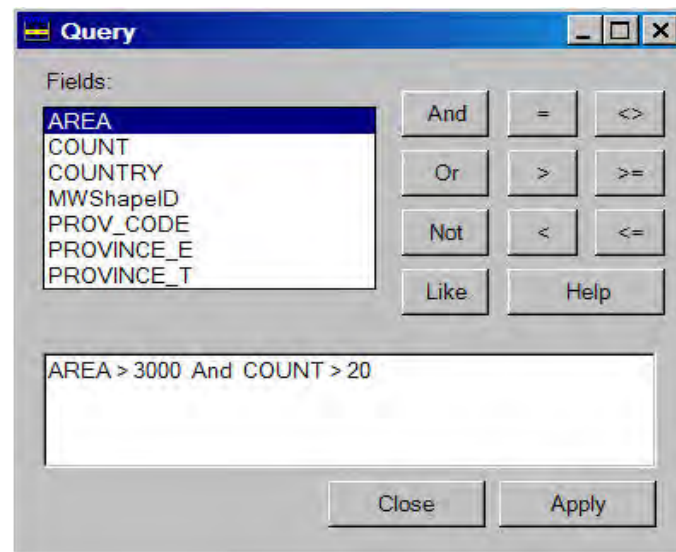 Query
Fields:
AREA
COUNT
COUNTRY
MWShapeID
PROV_CODE
PROVINCE_E
PROVINCE_T
And = <>
Or > >=
Not < <=
Like Help
AREA > 3000 And COUNT > 20
Close Apply